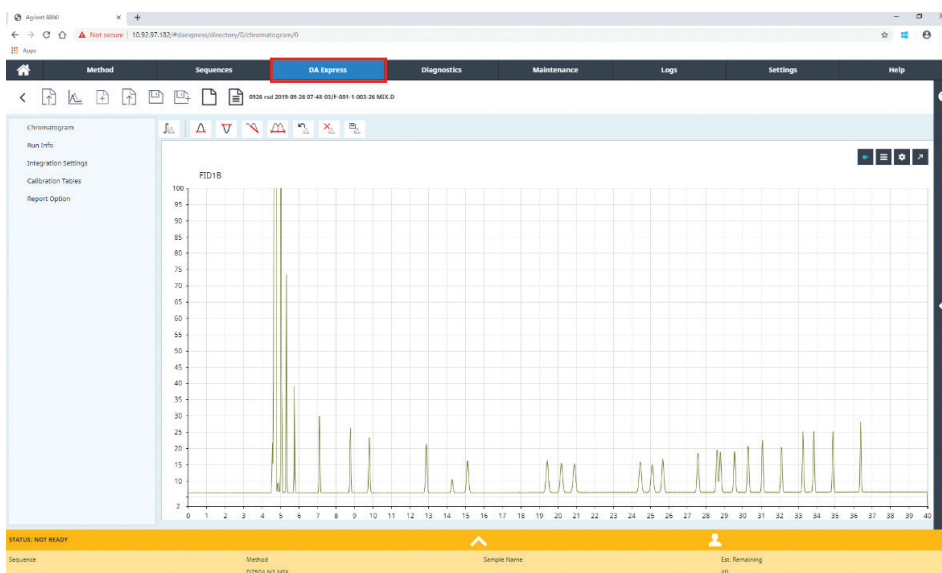 Agilent 8860
Not secure | 10.92.97.182/#daexpress/directory/0/chromatogram/0
Apps
Method Sequences DA Express Diagnostics Maintenance Logs Settings Help
0926 rsd 2019-09-26 07-48-03/F-001-1-003-26 MIX.D
Chromatogram
Run Info
Integration Settings
Calibration Tables
Report Option
FID1B
100
95
90
85
80
75
70
65
60
55
50
45
40
35
30
25
20
15
10
2
0 1 2 3 4 5 6 7 8 9 10 11 12 13 14 15 16 17 18 19 20 21 22 23 24 25 26 27 28 29 30 31 32 33 34 35 36 37 38 39 40
STATUS: NOT READY
Sequence Method Sample Name Est. Remaining
40